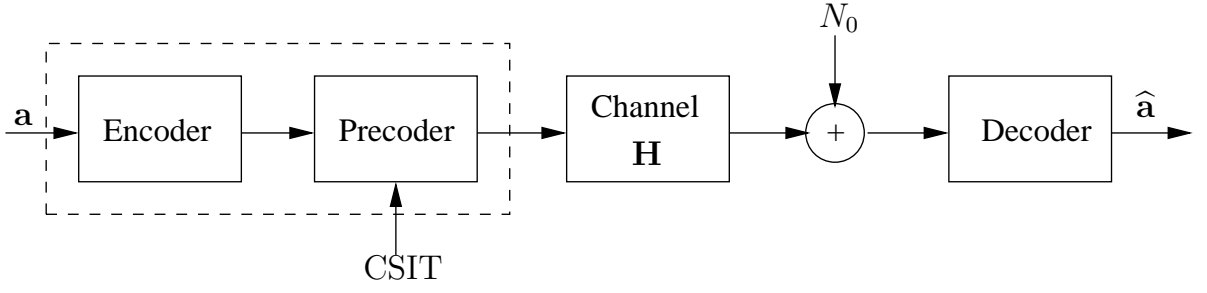 N₀
a
Encoder
Precoder
Channel
H
+
Decoder
â
CSIT